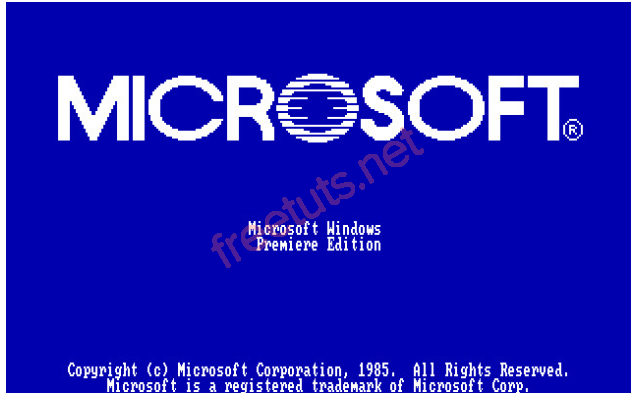 MICROSOFT®
freetuts.net
Microsoft Windows
Premiere Edition
Copyright (c) Microsoft Corporation, 1985. All Rights Reserved.
Microsoft is a registered trademark of Microsoft Corp.